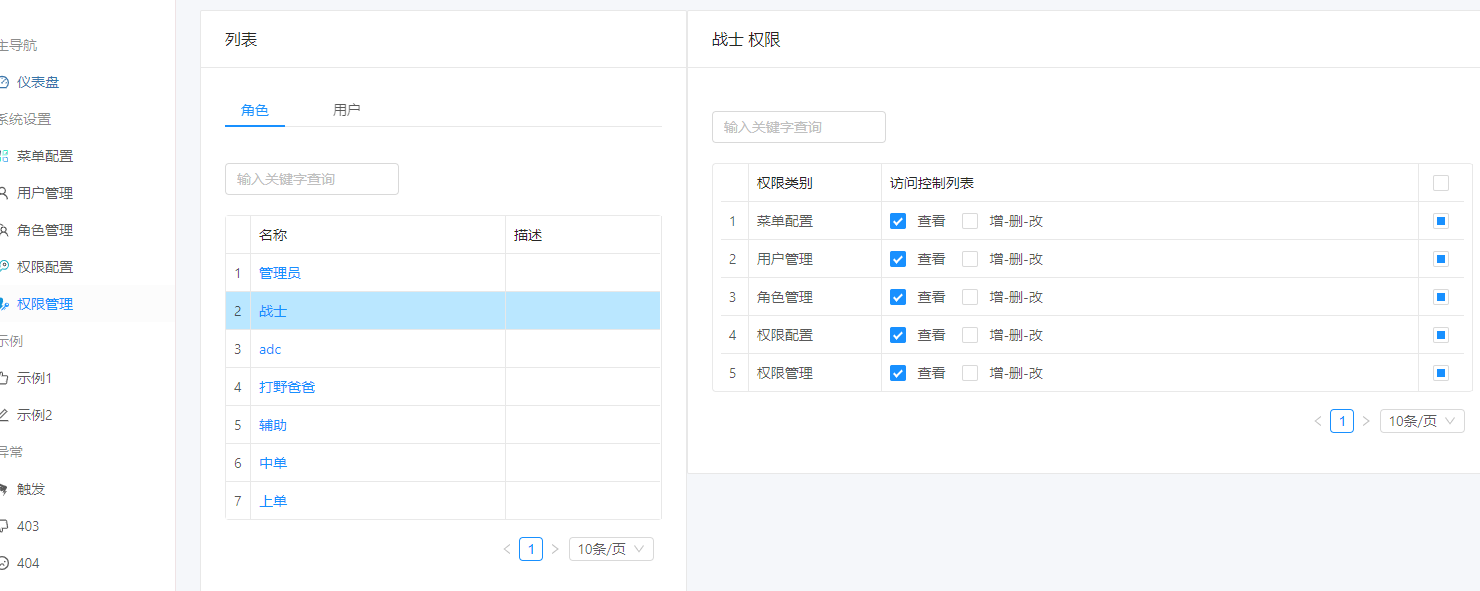 主导航
仪表盘
系统设置
菜单配置
用户管理
角色管理
权限配置
权限管理
示例
示例1
示例2
异常
触发
403
404
列表
角色 用户
输入关键字查询
名称 描述
1 管理员
2 战士
3 adc
4 打野爸爸
5 辅助
6 中单
7 上单
1 10条/页
战士 权限
输入关键字查询
权限类别 访问控制列表
1 菜单配置 查看 增-删-改
2 用户管理 查看 增-删-改
3 角色管理 查看 增-删-改
4 权限配置 查看 增-删-改
5 权限管理 查看 增-删-改
1 10条/页